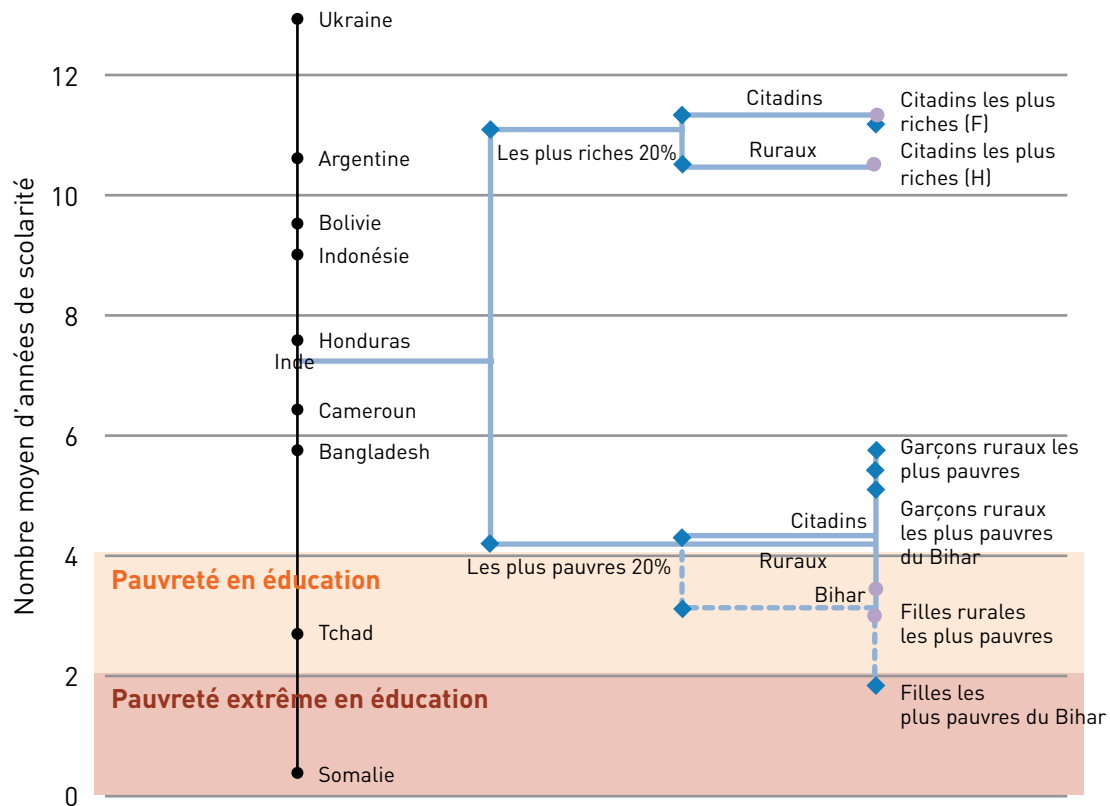 Nombre moyen d'années de scolarité
12
10
8
6
4
2
0
Ukraine
Argentine
Bolivie
Indonésie
Honduras
Inde
Cameroun
Bangladesh
Tchad
Somalie
Pauvreté en éducation
Pauvreté extrême en éducation
Les plus riches 20%
Les plus pauvres 20%
Citadins
Ruraux
Citadins
Ruraux
Bihar
Citadins les plus
riches (F)
Citadins les plus
riches (H)
Garçons ruraux les
plus pauvres
Garçons ruraux
les plus pauvres
du Bihar
Filles rurales
les plus pauvres
Filles les
plus pauvres du Bihar